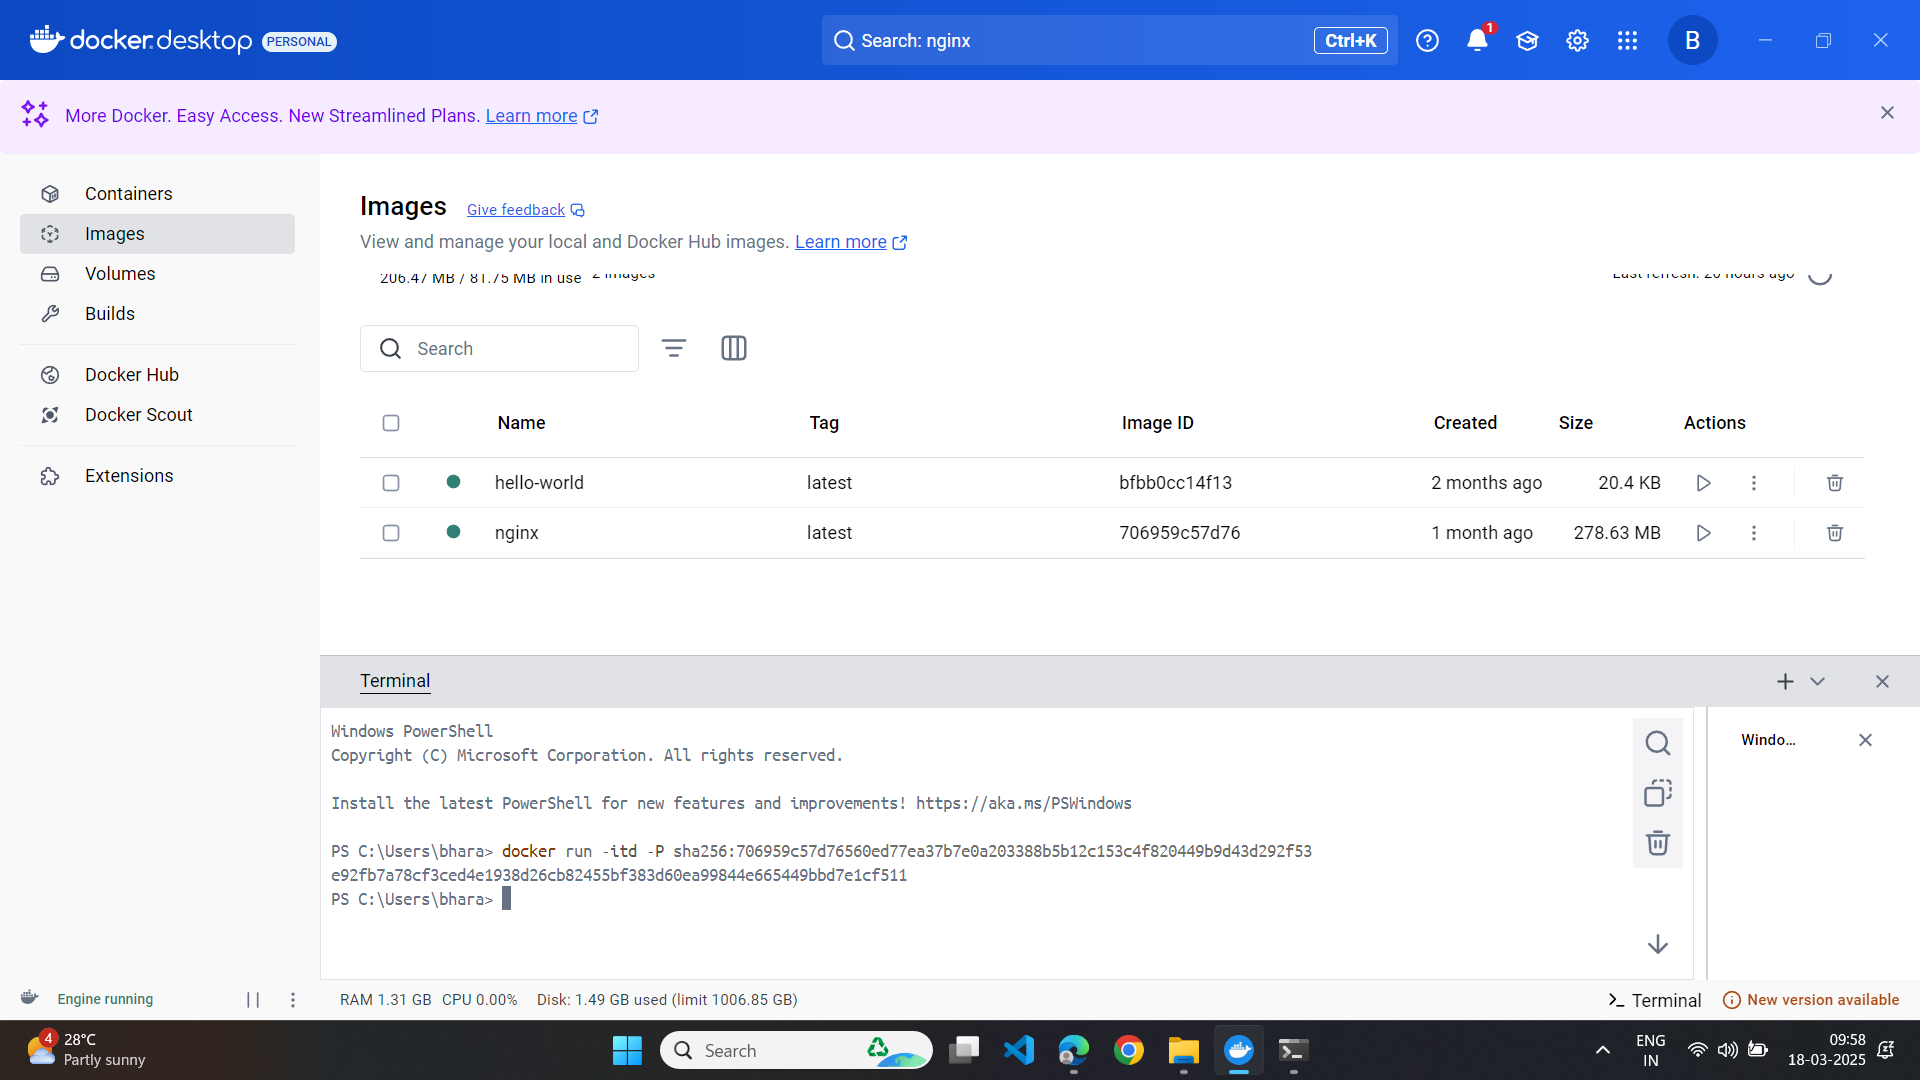 docker desktop PERSONAL
Search: nginx
Ctrl+K
1
B
More Docker. Easy Access. New Streamlined Plans. Learn more
Containers
Images
Volumes
Builds
Docker Hub
Docker Scout
Extensions
Images Give feedback
View and manage your local and Docker Hub images. Learn more
206.47 MB / 81.75 MB in use 2 images Last refresh: 20 hours ago
Search
Name Tag Image ID Created Size Actions
hello-world latest bfbb0cc14f13 2 months ago 20.4 KB
nginx latest 706959c57d76 1 month ago 278.63 MB
Terminal
Windows PowerShell
Copyright (C) Microsoft Corporation. All rights reserved.
Install the latest PowerShell for new features and improvements! https://aka.ms/PSWindows
PS C:\Users\bhara> docker run -itd -P sha256:706959c57d76560ed77ea37b7e0a203388b5b12c153c4f820449b9d43d292f53
e92fb7a78cf3ced4e1938d26cb82455bf383d60ea99844e665449bbd7e1cf511
PS C:\Users\bhara>
Windo...
Engine running
RAM 1.31 GB CPU 0.00% Disk: 1.49 GB used (limit 1006.85 GB)
Terminal
New version available
4
28°C
Partly sunny
Search
ENG
IN
09:58
18-03-2025